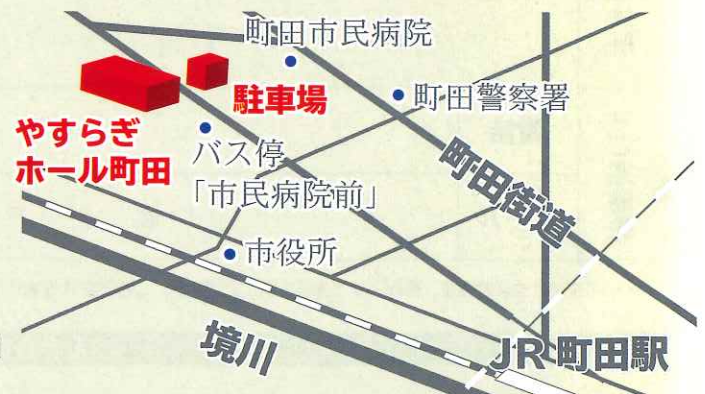 町田市民病院
駐車場
町田警察署
やすらぎ
ホール町田
バス停
「市民病院前」
町田街道
市役所
境川
JR町田駅